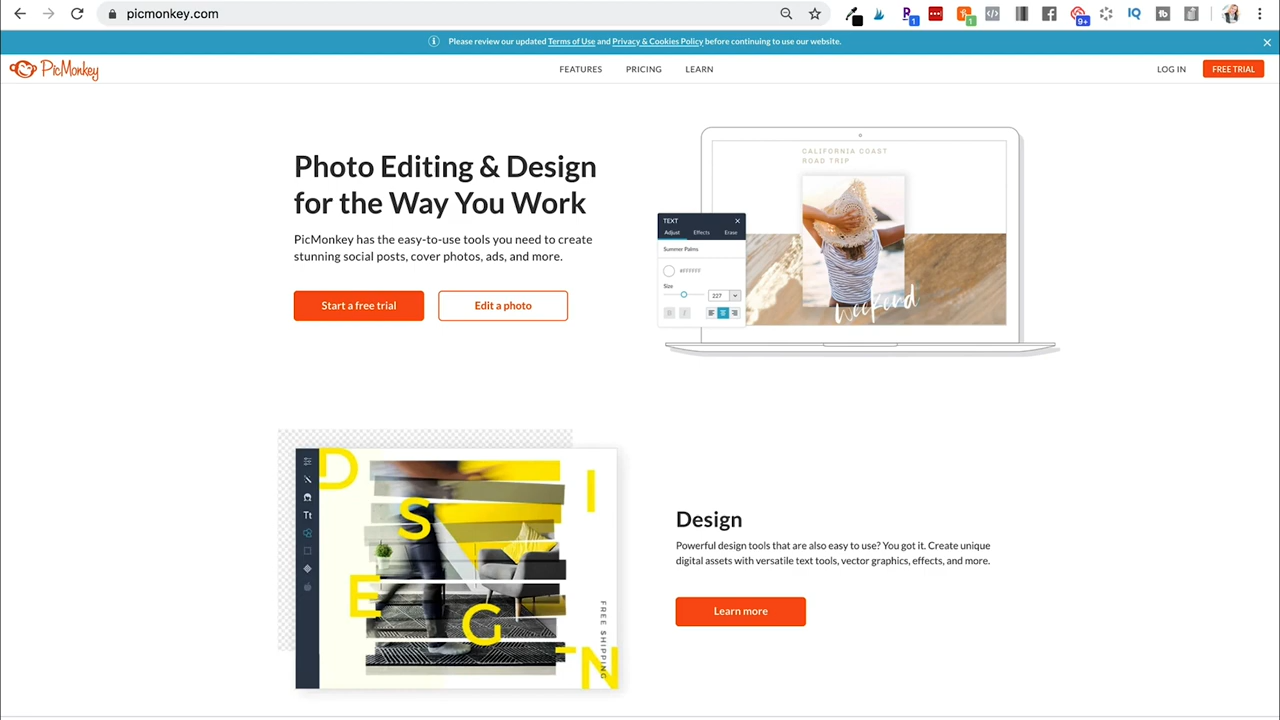 picmonkey.com
Please review our updated Terms of Use and Privacy & Cookies Policy before continuing to use our website.
PicMonkey
FEATURES
PRICING
LEARN
LOG IN
FREE TRIAL
Photo Editing & Design
for the Way You Work
PicMonkey has the easy-to-use tools you need to create
stunning social posts, cover photos, ads, and more.
Start a free trial
Edit a photo
CALIFORNIA COAST
ROAD TRIP
TEXT
Adjust
Effects
Erase
Summer Palms
#FFFFFF
Size
227
B
I
weekend
Tt
D
S
I
E
G
N
FREE SHIPPING
Design
Powerful design tools that are also easy to use? You got it. Create unique
digital assets with versatile text tools, vector graphics, effects, and more.
Learn more
1
1
9+
IQ